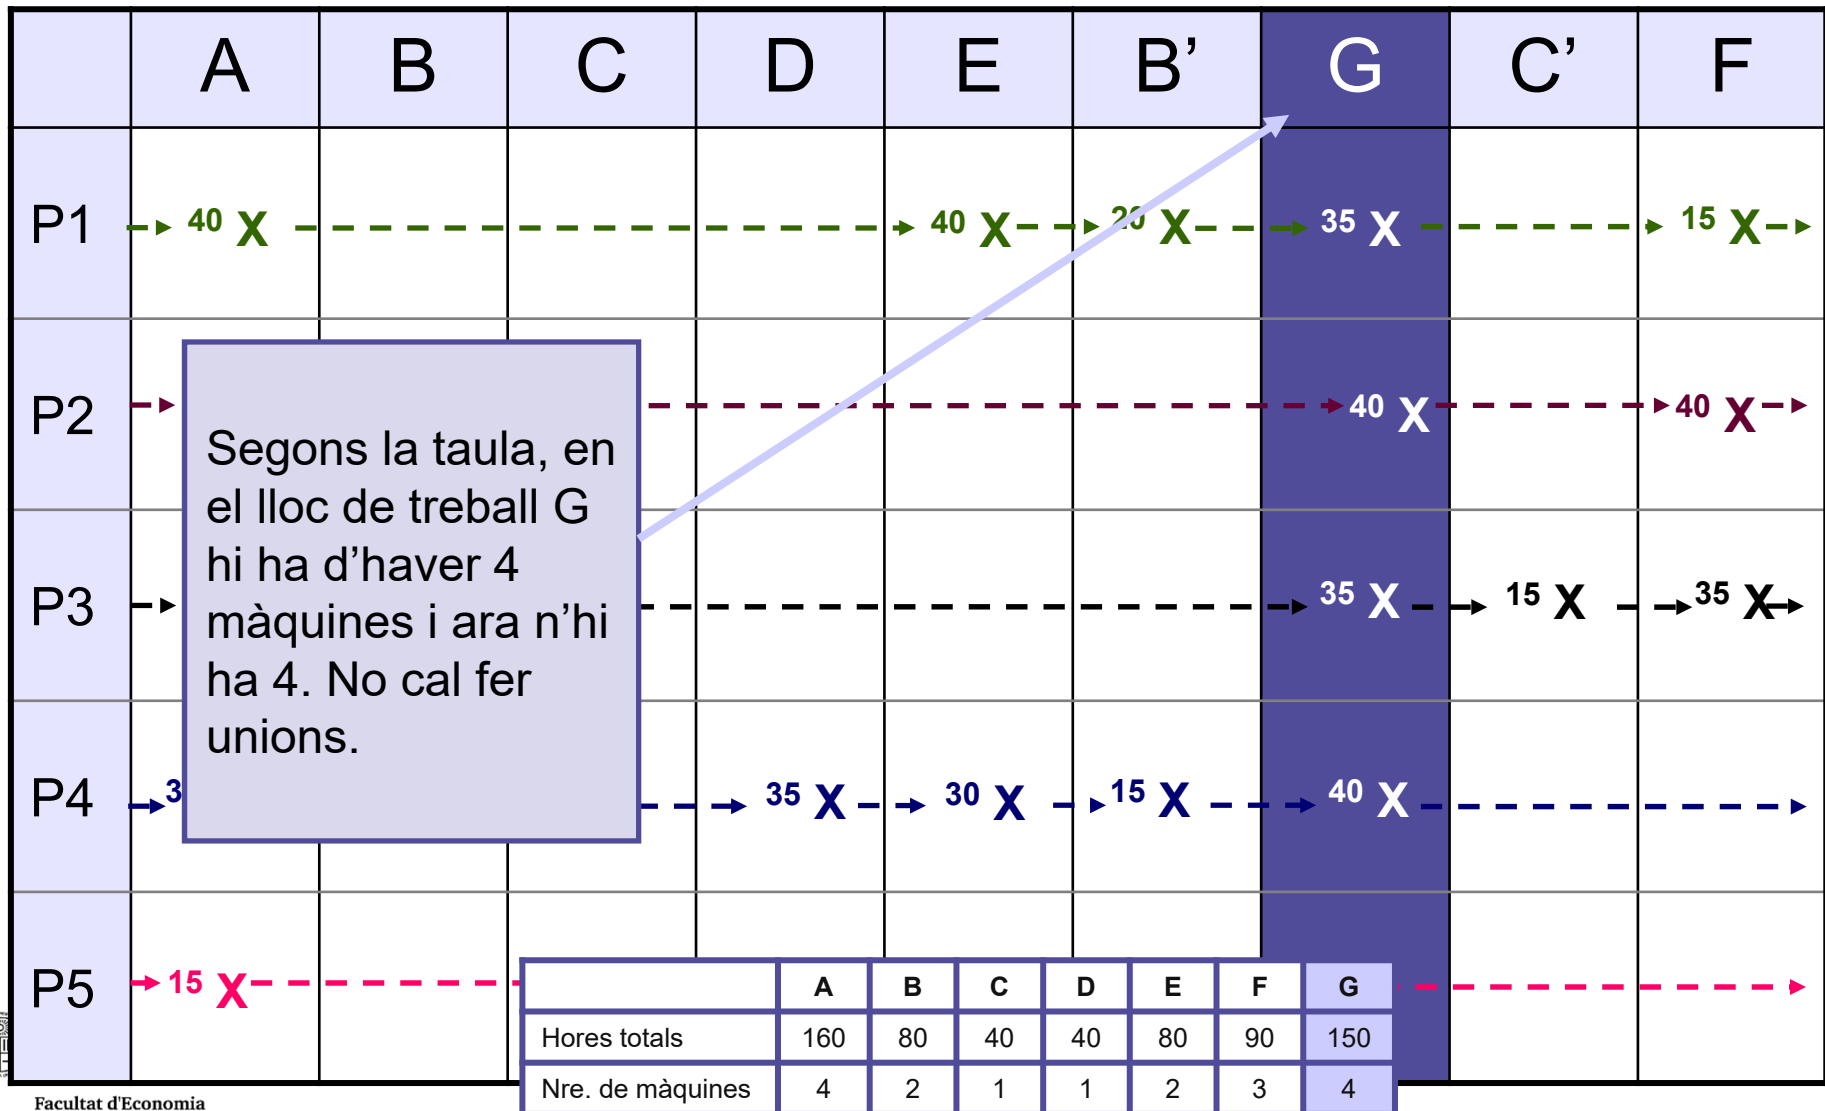 A B C D E B’ G C’ F
P1 40 X 40 X 20 X 35 X 15 X
P2 40 X 40 X
P3 35 X 15 X 35 X
P4 3 35 X 30 X 15 X 40 X
P5 15 X
Segons la taula, en
el lloc de treball G
hi ha d’haver 4
màquines i ara n’hi
ha 4. No cal fer
unions.
A B C D E F G
Hores totals 160 80 40 40 80 90 150
Nre. de màquines 4 2 1 1 2 3 4
Facultat d'Economia